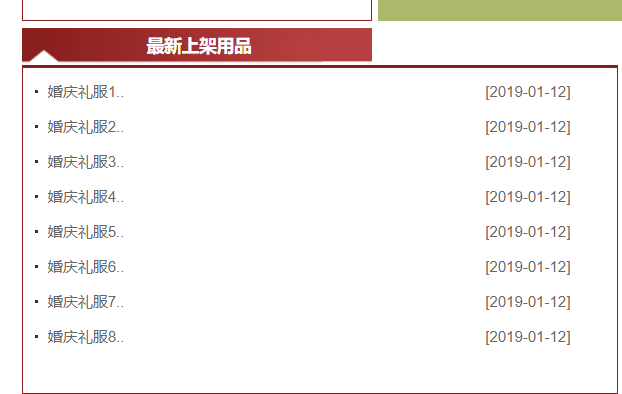 最新上架用品
婚庆礼服1.. [2019-01-12]
婚庆礼服2.. [2019-01-12]
婚庆礼服3.. [2019-01-12]
婚庆礼服4.. [2019-01-12]
婚庆礼服5.. [2019-01-12]
婚庆礼服6.. [2019-01-12]
婚庆礼服7.. [2019-01-12]
婚庆礼服8.. [2019-01-12]